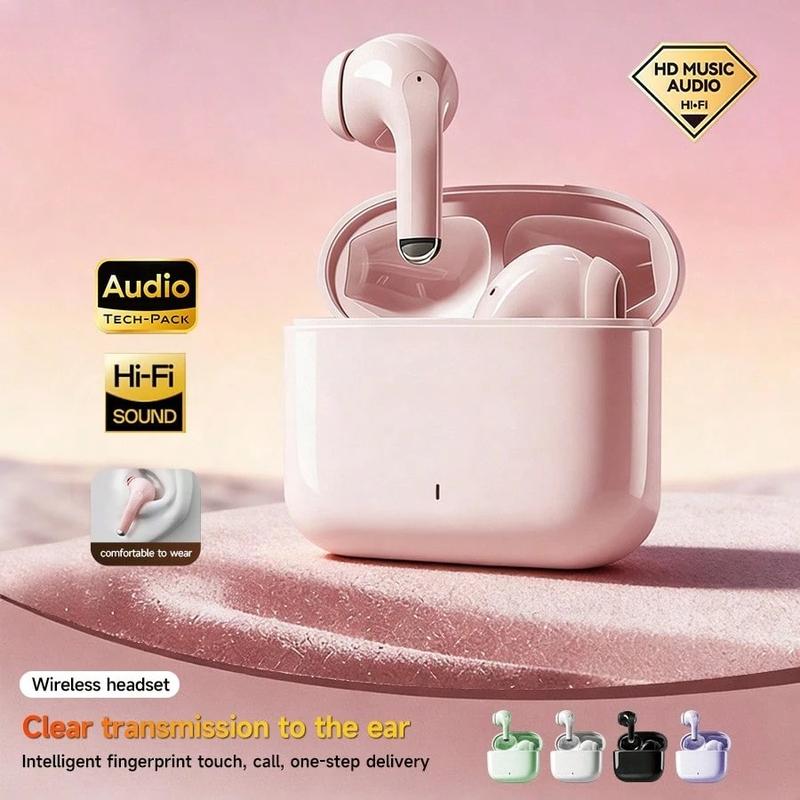 HD MUSIC
AUDIO
HI•FI
Audio
TECH-PACK
Hi-Fi
SOUND
comfortable to wear
Wireless headset
Clear transmission to the ear
Intelligent fingerprint touch, call, one-step delivery